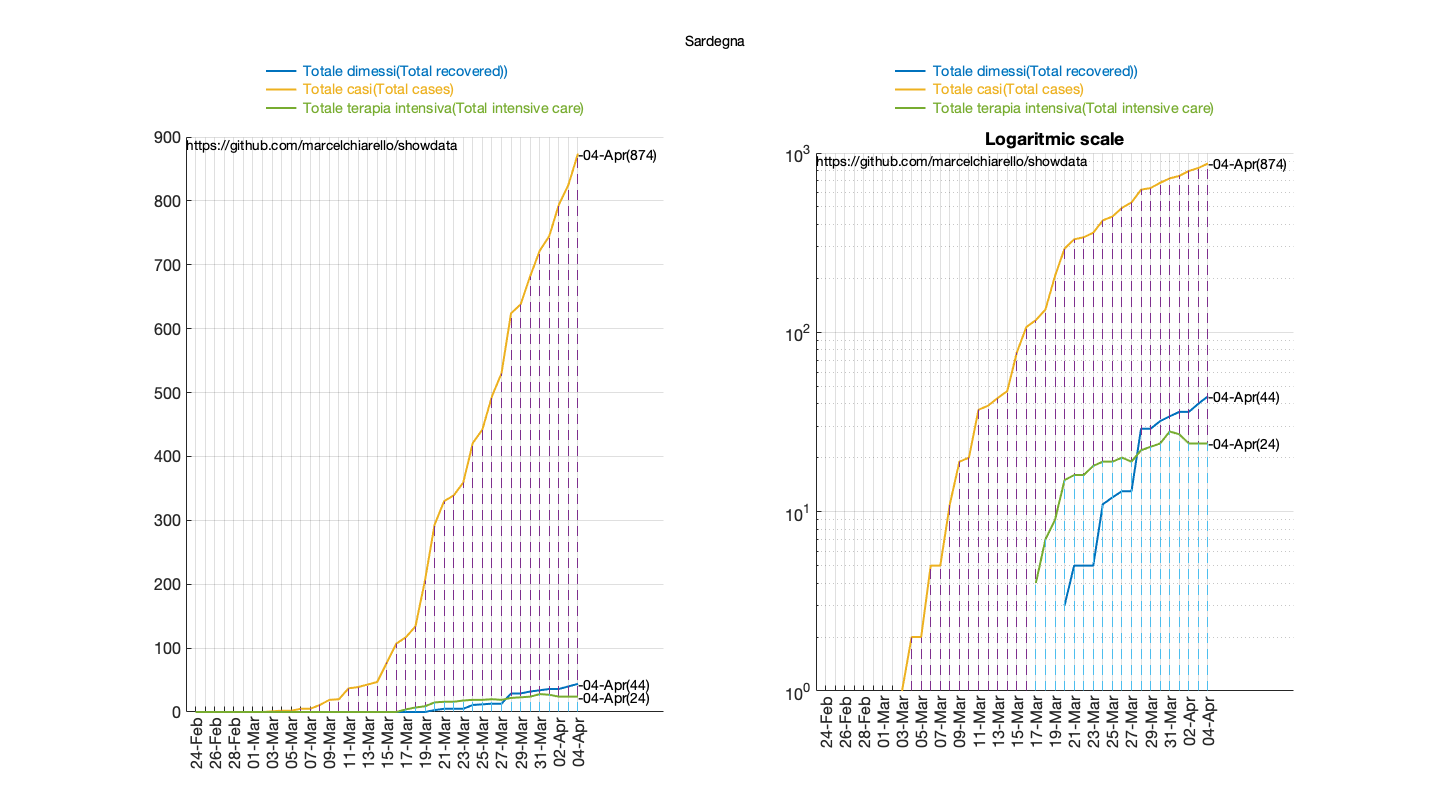 Sardegna
Totale dimessi(Total recovered))
Totale casi(Total cases)
Totale terapia intensiva(Total intensive care)
900
800
700
600
500
400
300
200
100
0
https://github.com/marcelchiarello/showdata
-04-Apr(874)
-04-Apr(44)
-04-Apr(24)
24-Feb
26-Feb
28-Feb
01-Mar
03-Mar
05-Mar
07-Mar
09-Mar
11-Mar
13-Mar
15-Mar
17-Mar
19-Mar
21-Mar
23-Mar
25-Mar
27-Mar
29-Mar
31-Mar
02-Apr
04-Apr
Totale dimessi(Total recovered))
Totale casi(Total cases)
Totale terapia intensiva(Total intensive care)
Logaritmic scale
10³
10²
10¹
10⁰
https://github.com/marcelchiarello/showdata
-04-Apr(874)
-04-Apr(44)
-04-Apr(24)
24-Feb
26-Feb
28-Feb
01-Mar
03-Mar
05-Mar
07-Mar
09-Mar
11-Mar
13-Mar
15-Mar
17-Mar
19-Mar
21-Mar
23-Mar
25-Mar
27-Mar
29-Mar
31-Mar
02-Apr
04-Apr